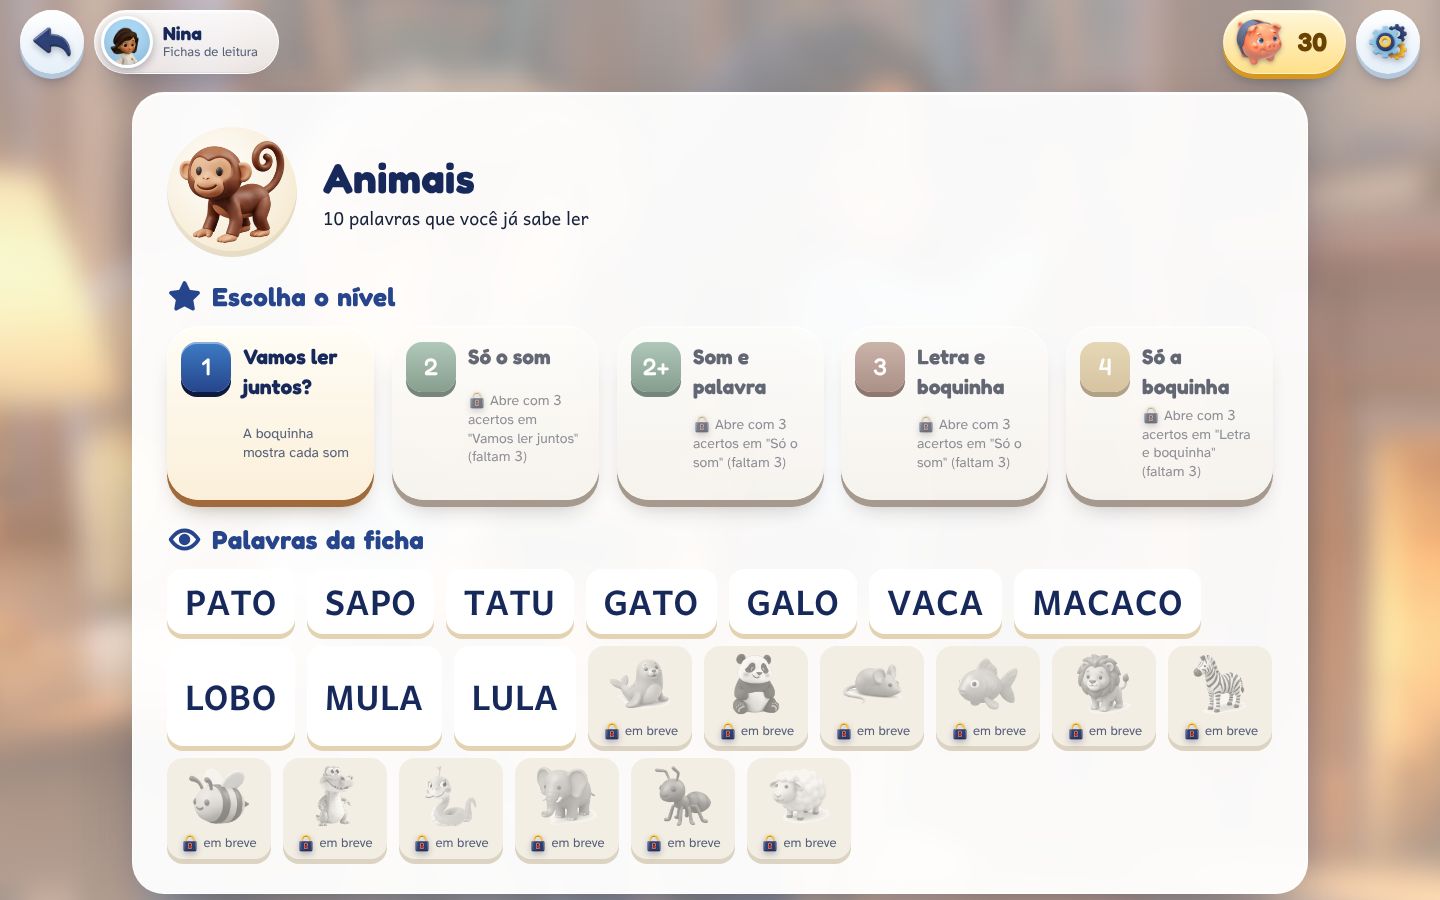 Nina
Fichas de leitura
30
Animais
10 palavras que você já sabe ler
Escolha o nível
1
Vamos ler
juntos?
A boquinha
mostra cada som
2
Só o som
Abre com 3
acertos em
"Vamos ler juntos"
(faltam 3)
2+
Som e
palavra
Abre com 3
acertos em "Só o
som" (faltam 3)
3
Letra e
boquinha
Abre com 3
acertos em "Só o
som" (faltam 3)
4
Só a
boquinha
Abre com 3
acertos em "Letra
e boquinha"
(faltam 3)
Palavras da ficha
PATO SAPO TATU GATO GALO VACA MACACO
LOBO MULA LULA
em breve em breve em breve em breve em breve em breve
em breve em breve em breve em breve em breve em breve